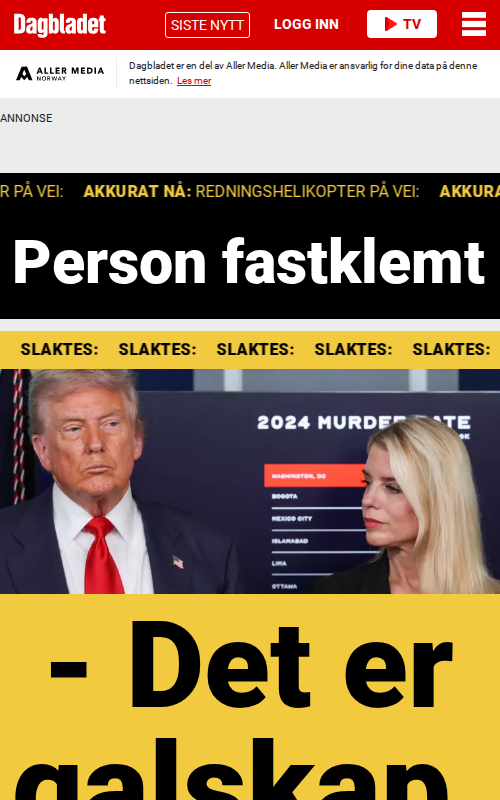 Dagbladet
SISTE NYTT
LOGG INN
TV
ALLER MEDIA
NORWAY
Dagbladet er en del av Aller Media. Aller Media er ansvarlig for dine data på denne
nettsiden. Les mer
ANNONSE
R PÅ VEI: AKKURAT NÅ: REDNINGSHELIKOPTER PÅ VEI: AKKURA
Person fastklemt
SLAKTES: SLAKTES: SLAKTES: SLAKTES: SLAKTES:
2024 MURDER RATE
WASHINGTON, DC
BOGOTA
MEXICO CITY
ISLAMABAD
LIMA
OTTAWA
- Det er
galskap